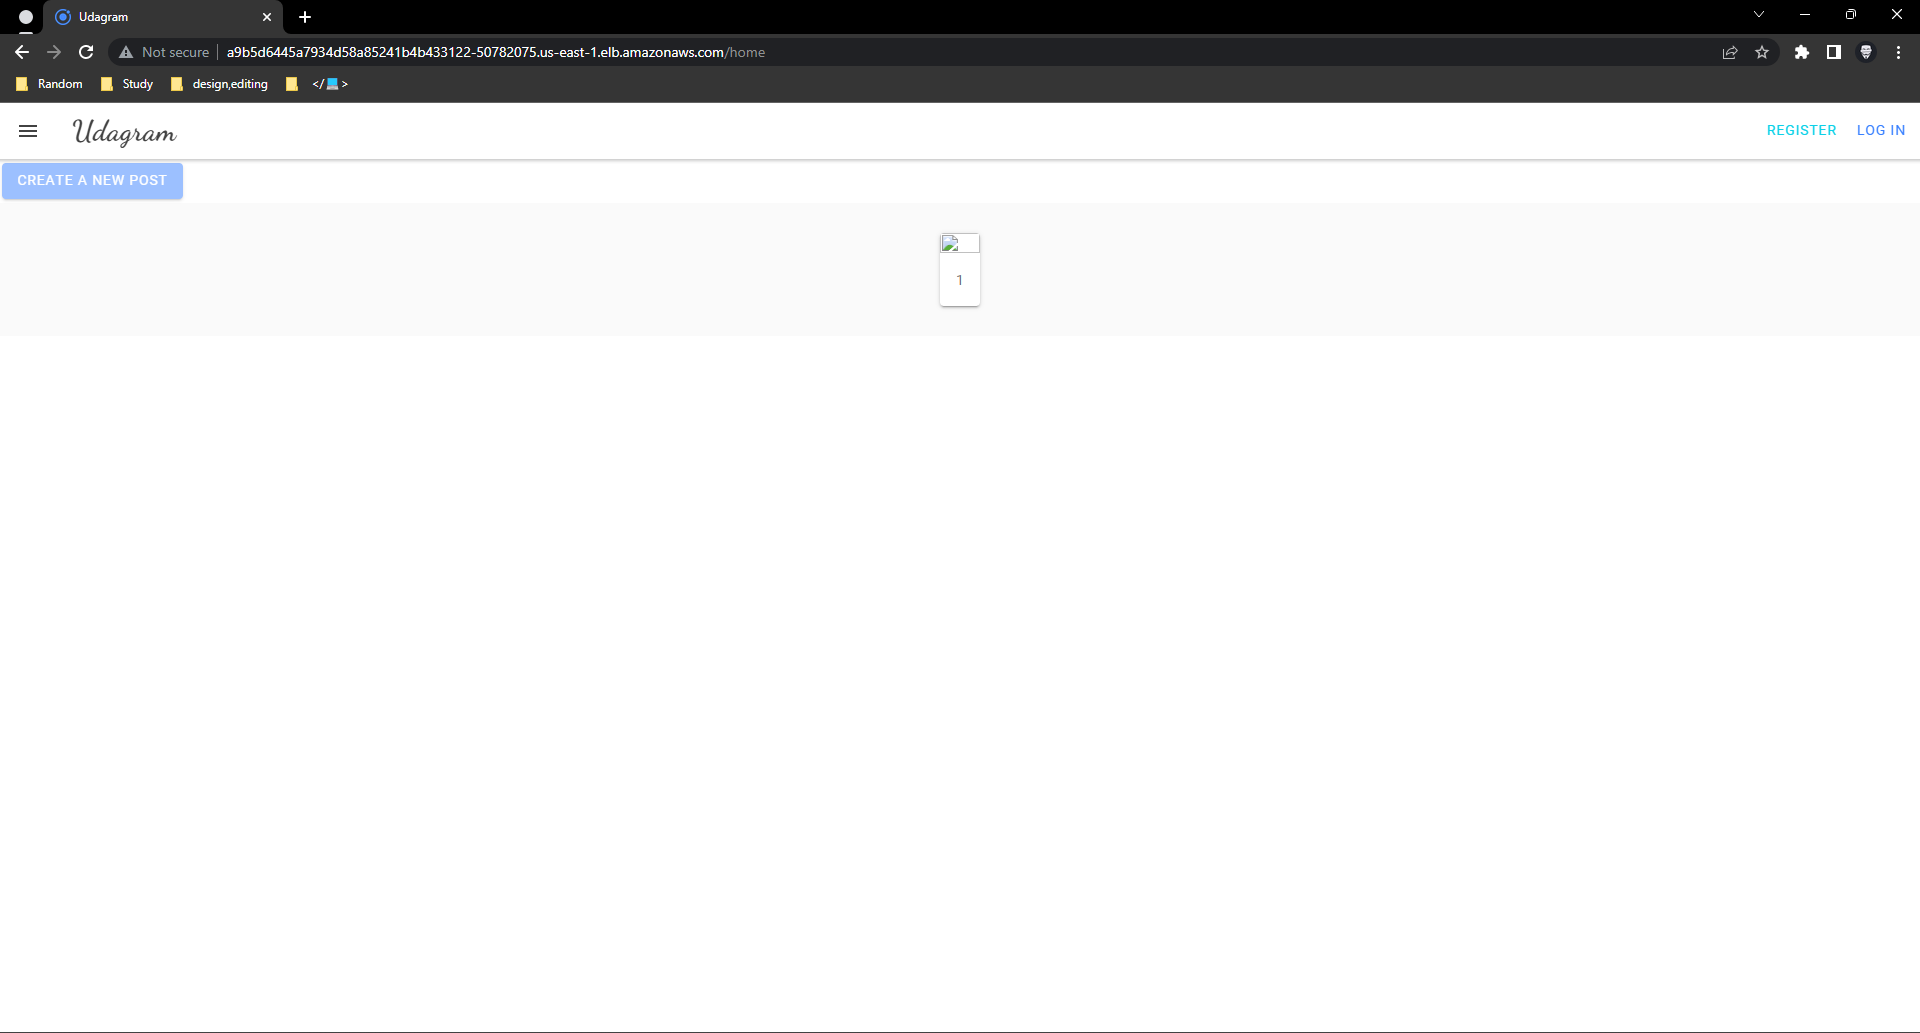 Udagram
Not secure a9b5d6445a7934d58a85241b4b433122-50782075.us-east-1.elb.amazonaws.com/home
Random Study design,editing </💻>
Udagram REGISTER LOG IN
CREATE A NEW POST
1